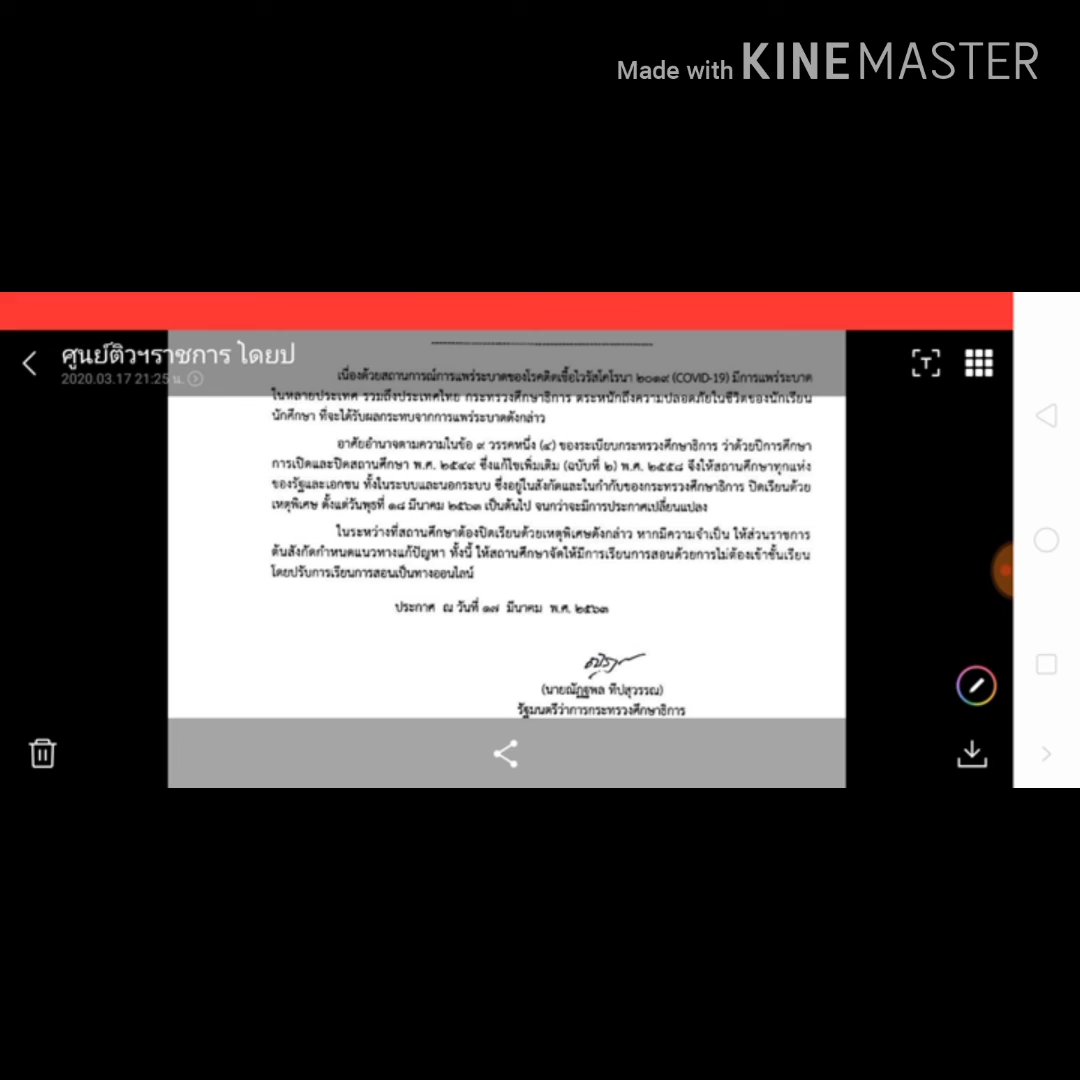 Made with KINEMASTER
ศูนย์ติวฯราชการ โดยป
2020.03.17 21:25 น.
เนื่องด้วยสถานการณ์การแพร่ระบาดของโรคติดเชื้อไวรัสโคโรนา ๒๐๑๙ (COVID-19) มีการแพร่ระบาด
ในหลายประเทศ รวมถึงประเทศไทย กระทรวงศึกษาธิการ ตระหนักถึงความปลอดภัยในชีวิตของนักเรียน
นักศึกษา ที่จะได้รับผลกระทบจากการแพร่ระบาดดังกล่าว
อาศัยอำนาจตามความในข้อ ๙ วรรคหนึ่ง (๔) ของระเบียบกระทรวงศึกษาธิการ ว่าด้วยปีการศึกษา
การเปิดและปิดสถานศึกษา พ.ศ. ๒๕๔๙ ซึ่งแก้ไขเพิ่มเติม (ฉบับที่ ๒) พ.ศ. ๒๕๕๘ จึงให้สถานศึกษาทุกแห่ง
ของรัฐและเอกชน ทั้งในระบบและนอกระบบ ซึ่งอยู่ในสังกัดและในกำกับของกระทรวงศึกษาธิการ ปิดเรียนด้วย
เหตุพิเศษ ตั้งแต่วันพุธที่ ๑๘ มีนาคม ๒๕๖๓ เป็นต้นไป จนกว่าจะมีการประกาศเปลี่ยนแปลง
ในระหว่างที่สถานศึกษาต้องปิดเรียนด้วยเหตุพิเศษดังกล่าว หากมีความจำเป็น ให้ส่วนราชการ
ต้นสังกัดกำหนดแนวทางแก้ปัญหา ทั้งนี้ ให้สถานศึกษาจัดให้มีการเรียนการสอนด้วยการไม่ต้องเข้าชั้นเรียน
โดยปรับการเรียนการสอนเป็นทางออนไลน์
ประกาศ ณ วันที่ ๑๗ มีนาคม พ.ศ. ๒๕๖๓
(นายณัฏฐพล ทีปสุวรรณ)
รัฐมนตรีว่าการกระทรวงศึกษาธิการ